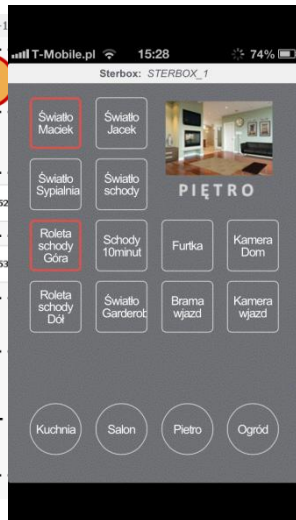 T-Mobile.pl 15:28 74%
Sterbox: STERBOX_1
Światło
Maciek
Światło
Jacek
Światło
Sypialnia
Światło
schody
PIĘTRO
Roleta
schody
Góra
Schody
10minut
Furtka
Kamera
Dom
Roleta
schody
Dół
Światło
Garderob
Brama
wjazd
Kamera
wjazd
Kuchnia
Salon
Pietro
Ogród